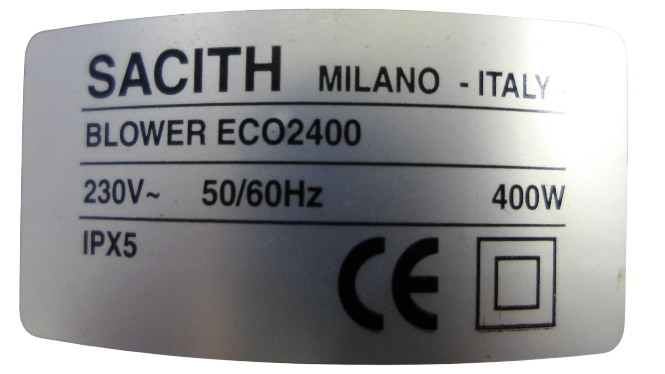 SACITH MILANO - ITALY -
BLOWER ECO2400
230V~ 50/60Hz 400W
IPX5 CE